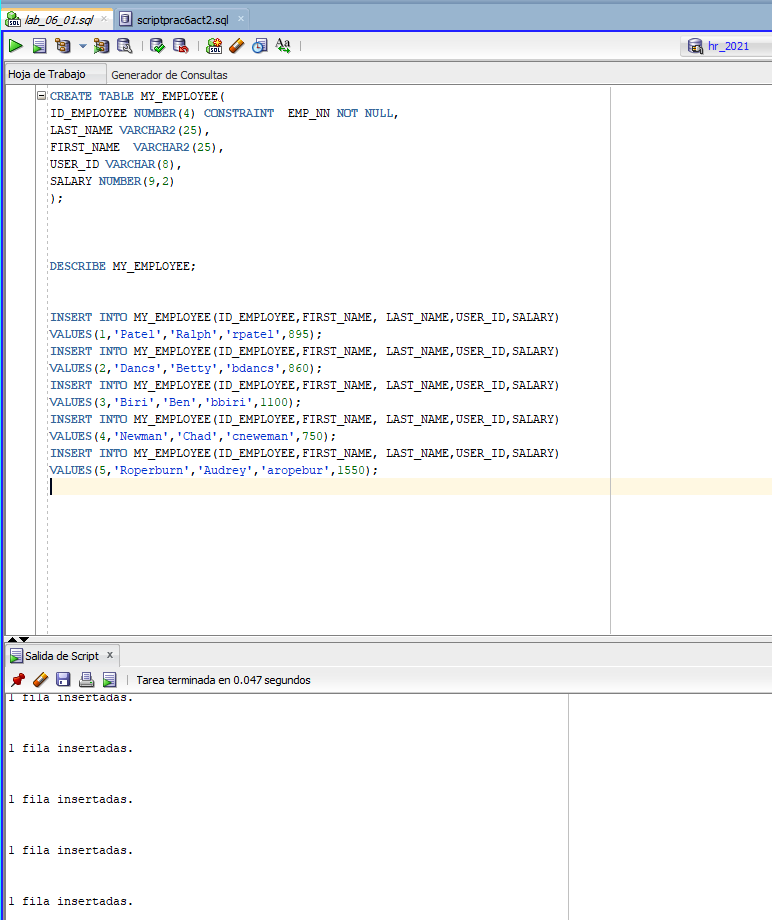 lab_06_01.sql
scriptprac6act2.sql
hr_2021
Hoja de Trabajo Generador de Consultas
CREATE TABLE MY_EMPLOYEE(
ID_EMPLOYEE NUMBER(4) CONSTRAINT  EMP_NN NOT NULL,
LAST_NAME VARCHAR2(25),
FIRST_NAME  VARCHAR2(25),
USER_ID VARCHAR(8),
SALARY NUMBER(9,2)
);
DESCRIBE MY_EMPLOYEE;
INSERT INTO MY_EMPLOYEE(ID_EMPLOYEE,FIRST_NAME, LAST_NAME,USER_ID,SALARY)
VALUES(1,'Patel','Ralph','rpatel',895);
INSERT INTO MY_EMPLOYEE(ID_EMPLOYEE,FIRST_NAME, LAST_NAME,USER_ID,SALARY)
VALUES(2,'Dancs','Betty','bdancs',860);
INSERT INTO MY_EMPLOYEE(ID_EMPLOYEE,FIRST_NAME, LAST_NAME,USER_ID,SALARY)
VALUES(3,'Biri','Ben','bbiri',1100);
INSERT INTO MY_EMPLOYEE(ID_EMPLOYEE,FIRST_NAME, LAST_NAME,USER_ID,SALARY)
VALUES(4,'Newman','Chad','cneweman',750);
INSERT INTO MY_EMPLOYEE(ID_EMPLOYEE,FIRST_NAME, LAST_NAME,USER_ID,SALARY)
VALUES(5,'Roperburn','Audrey','aropebur',1550);
Salida de Script
Tarea terminada en 0.047 segundos
1 fila insertadas.
1 fila insertadas.
1 fila insertadas.
1 fila insertadas.
1 fila insertadas.